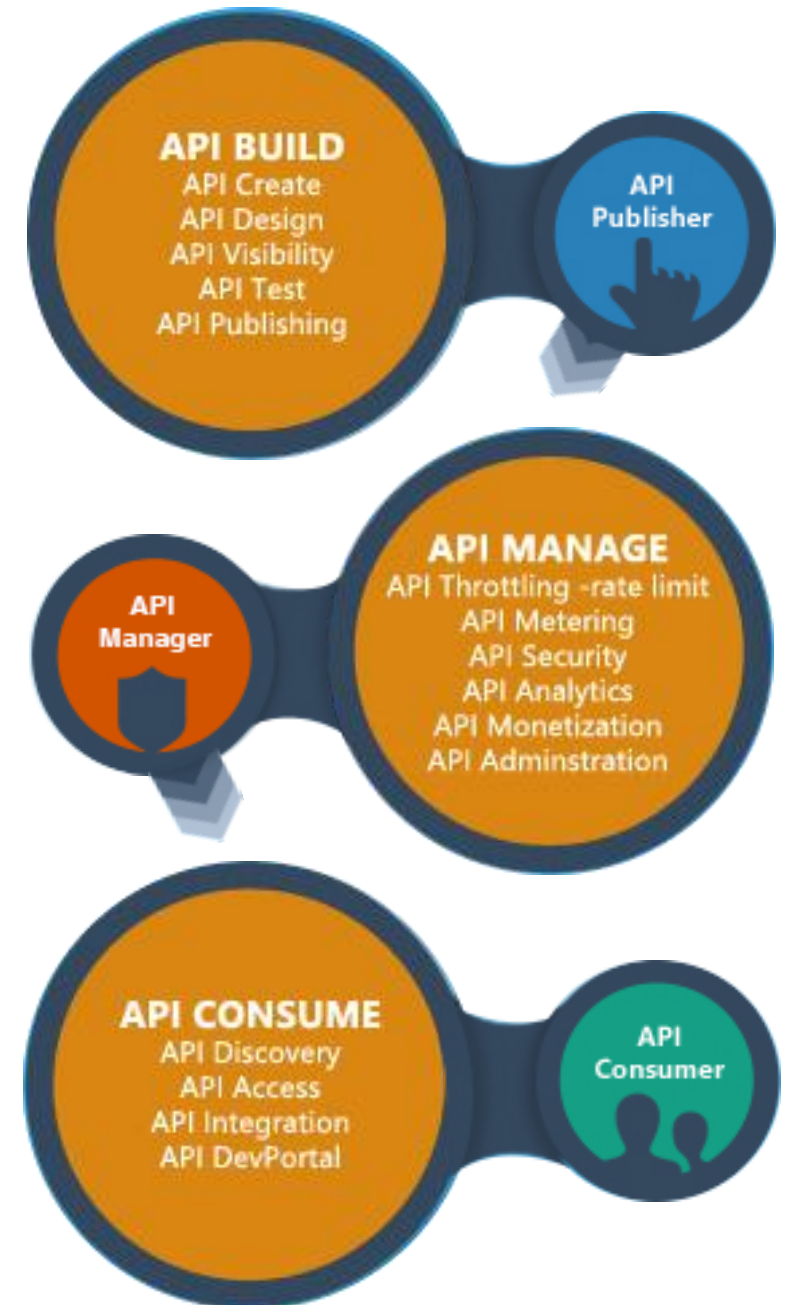 API BUILD
API Create
API Design
API Visibility
API Test
API Publishing
API
Publisher
API MANAGE
API Throttling -rate limit
API Metering
API Security
API Analytics
API Monetization
API Adminstration
API
Manager
API CONSUME
API Discovery
API Access
API Integration
API DevPortal
API
Consumer